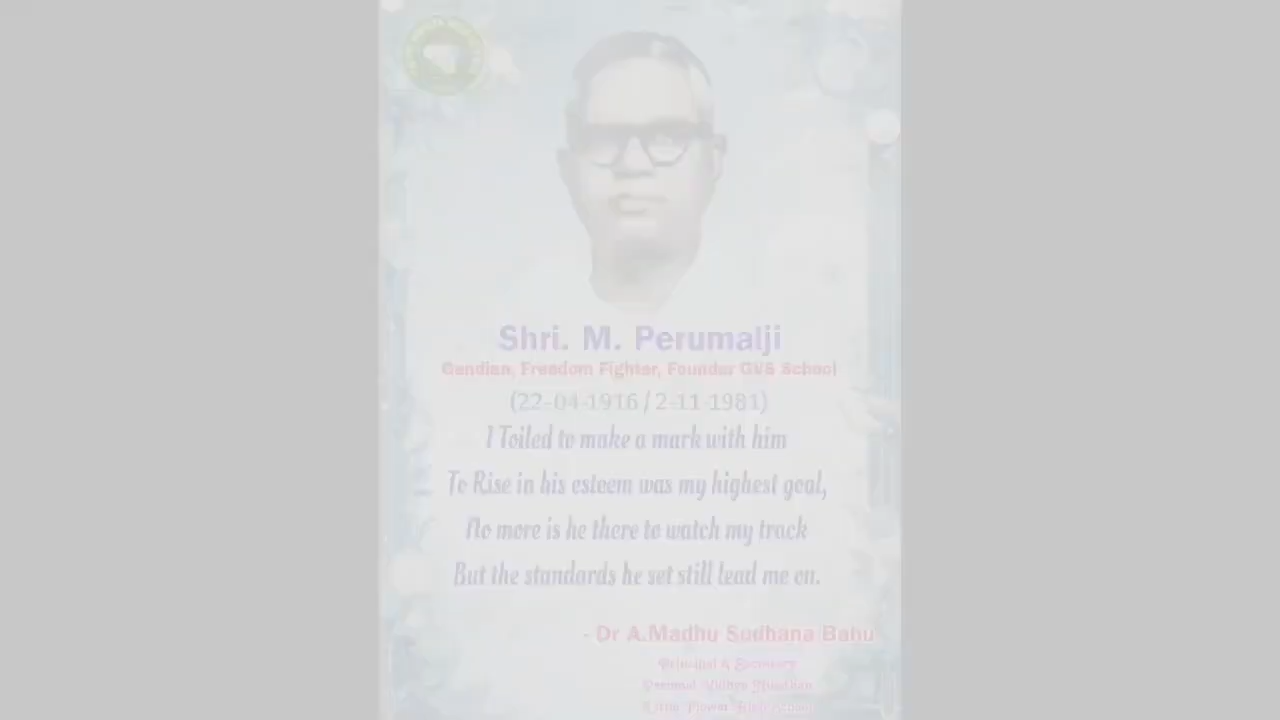 Shri. M. Perumalji
Gandian, Freedom Fighter, Founder GVS School
(22-04-1916 / 2-11-1981)
I Toiled to make a mark with him
To Rise in his esteem was my highest goal,
No more is he there to watch my track
But the standards he set still lead me on.
- Dr A.Madhu Sudhana Babu
Principal & Secretary
Vidhya